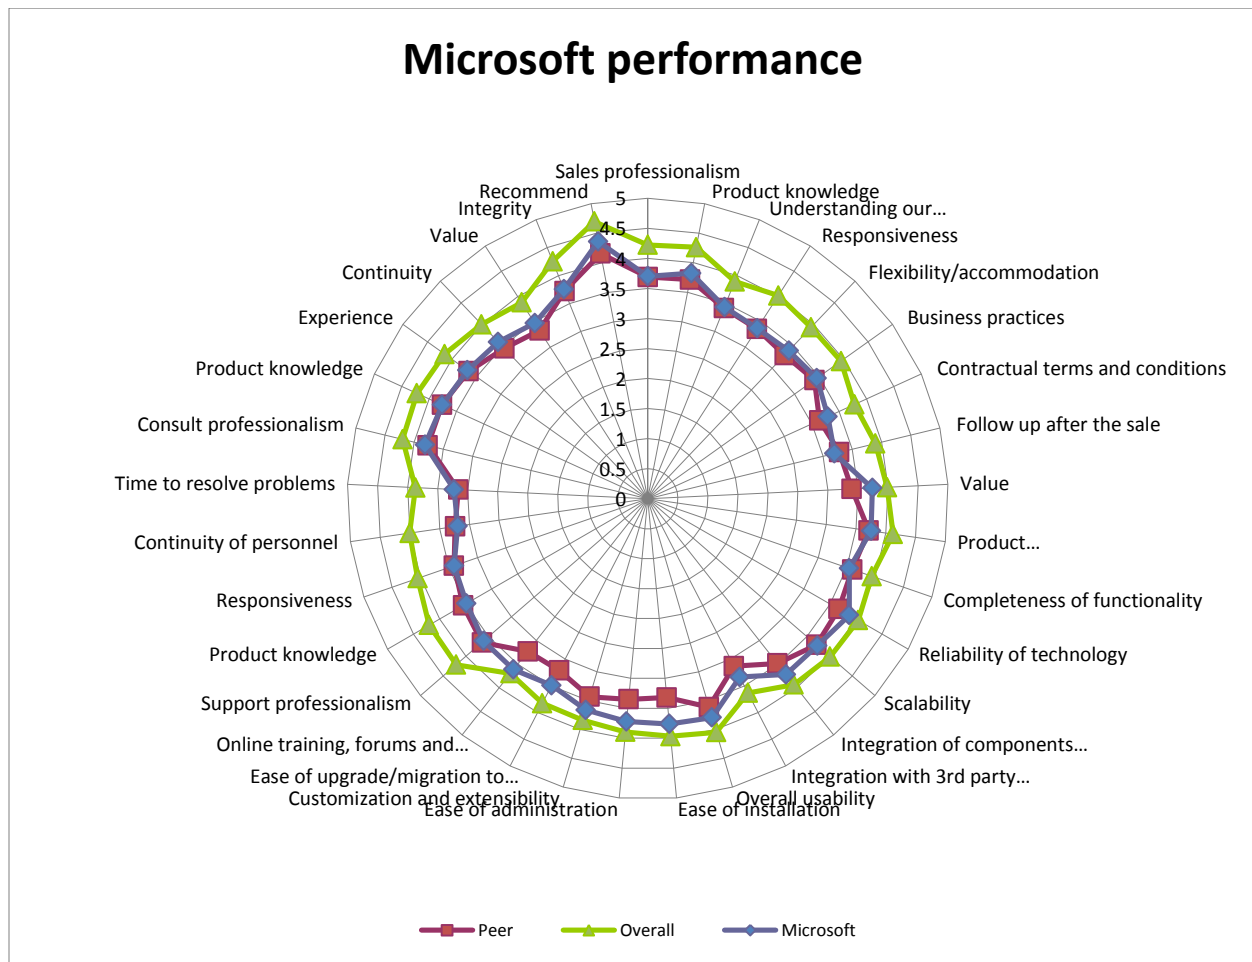 Microsoft performance
Sales professionalism
Product knowledge
Understanding our...
Responsiveness
Flexibility/accommodation
Business practices
Contractual terms and conditions
Follow up after the sale
Value
Product...
Completeness of functionality
Reliability of technology
Scalability
Integration of components...
Integration with 3rd party...
Overall usability
Ease of installation
Ease of administration
Customization and extensibility
Ease of upgrade/migration to...
Online training, forums and...
Support professionalism
Product knowledge
Responsiveness
Continuity of personnel
Time to resolve problems
Consult professionalism
Product knowledge
Experience
Continuity
Value
Integrity
Recommend
5
4.5
4
3.5
3
2.5
2
1.5
1
0.5
0
Peer
Overall
Microsoft